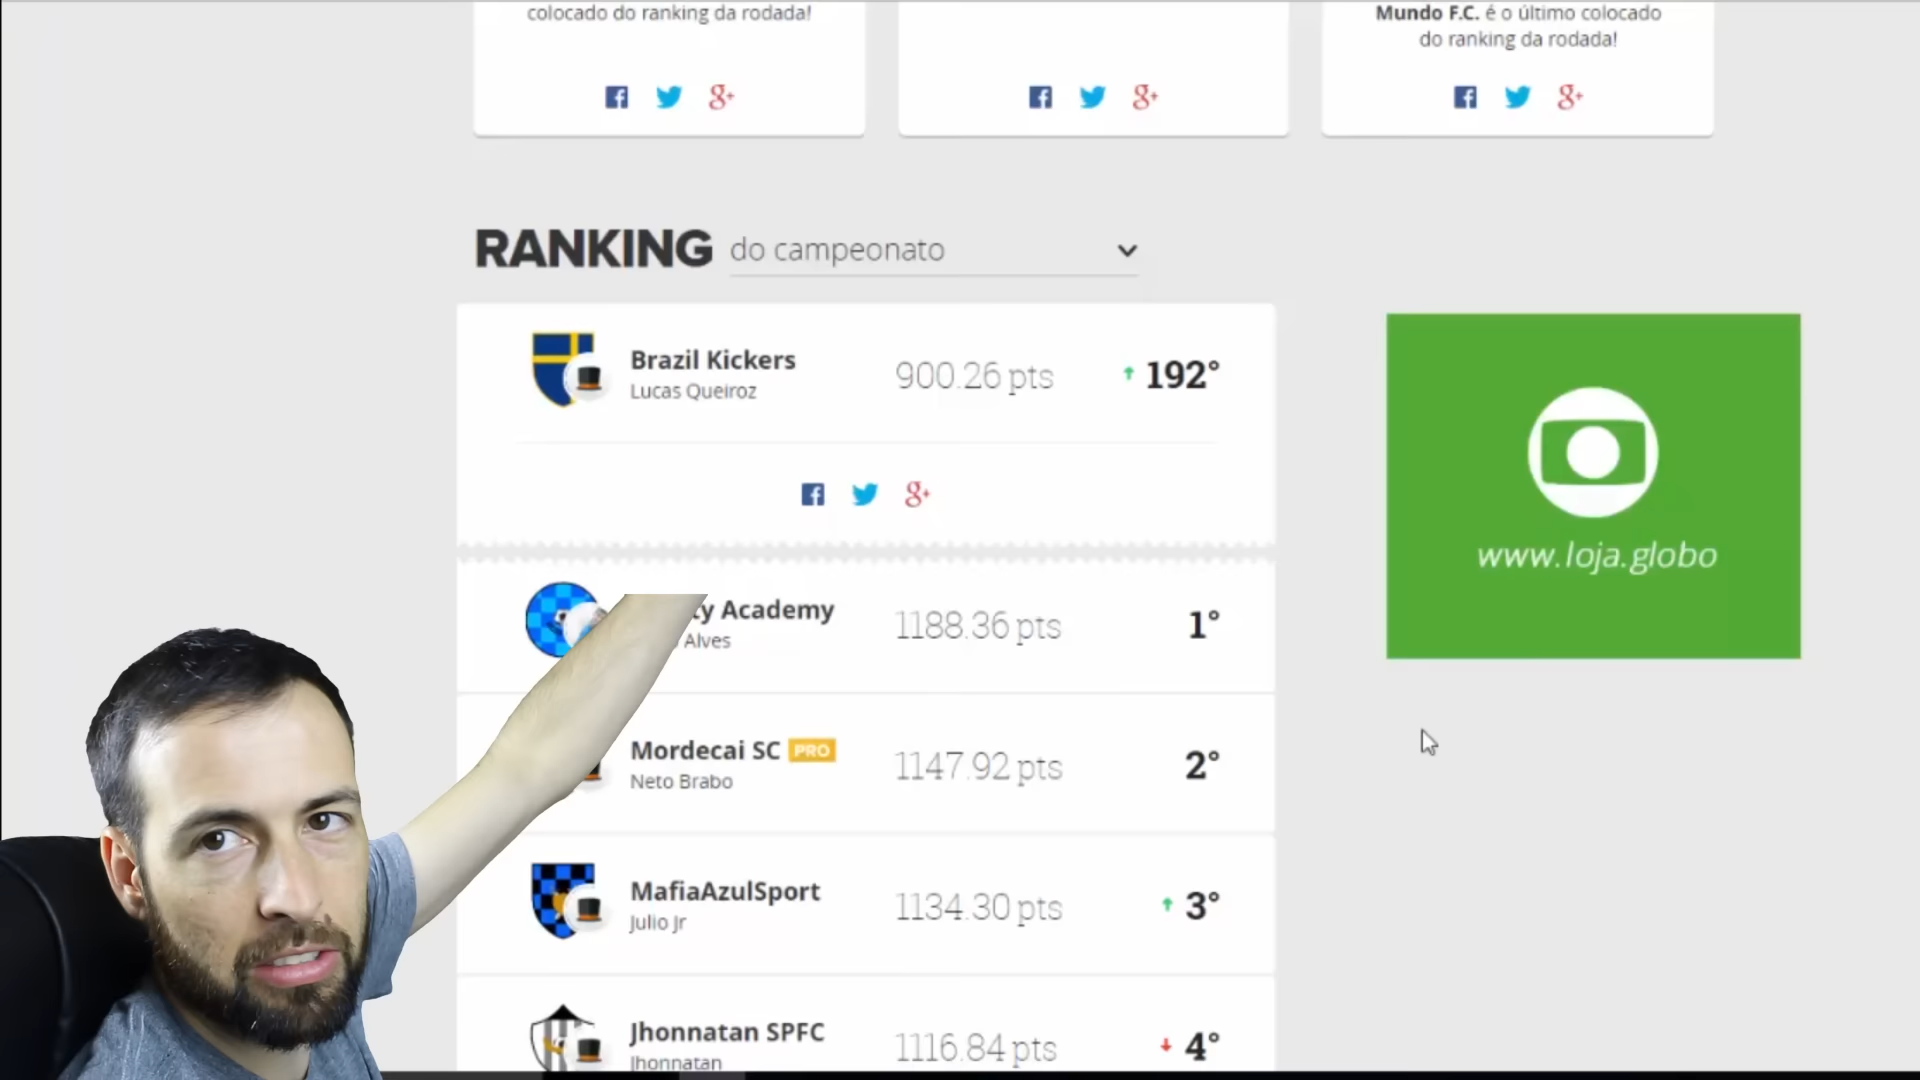 colocado do ranking da rodada!
Mundo F.C. é o último colocado
do ranking da rodada!
RANKING do campeonato
Brazil Kickers
Lucas Queiroz
900.26 pts
192°
www.loja.globo
Academy
Alves
1188.36 pts
1°
Mordecai SC PRO
Neto Brabo
1147.92 pts
2°
MafiaAzulSport
Julio Jr
1134.30 pts
3°
Jhonnatan SPFC
Jhonnatan
1116.84 pts
4°